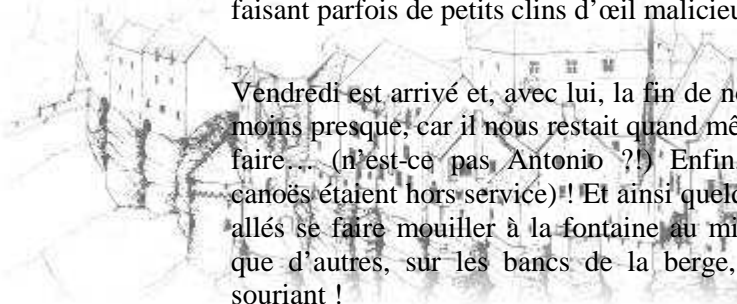 faisant parfois de petits clins d'œil malicieu
Vendredi est arrivé et, avec lui, la fin de n
moins presque, car il nous restait quand mê
faire… (n'est-ce pas Antonio ?!) Enfin
canoës étaient hors service) ! Et ainsi quel
allés se faire mouiller à la fontaine au mi
que d'autres, sur les bancs de la berge,
souriant !